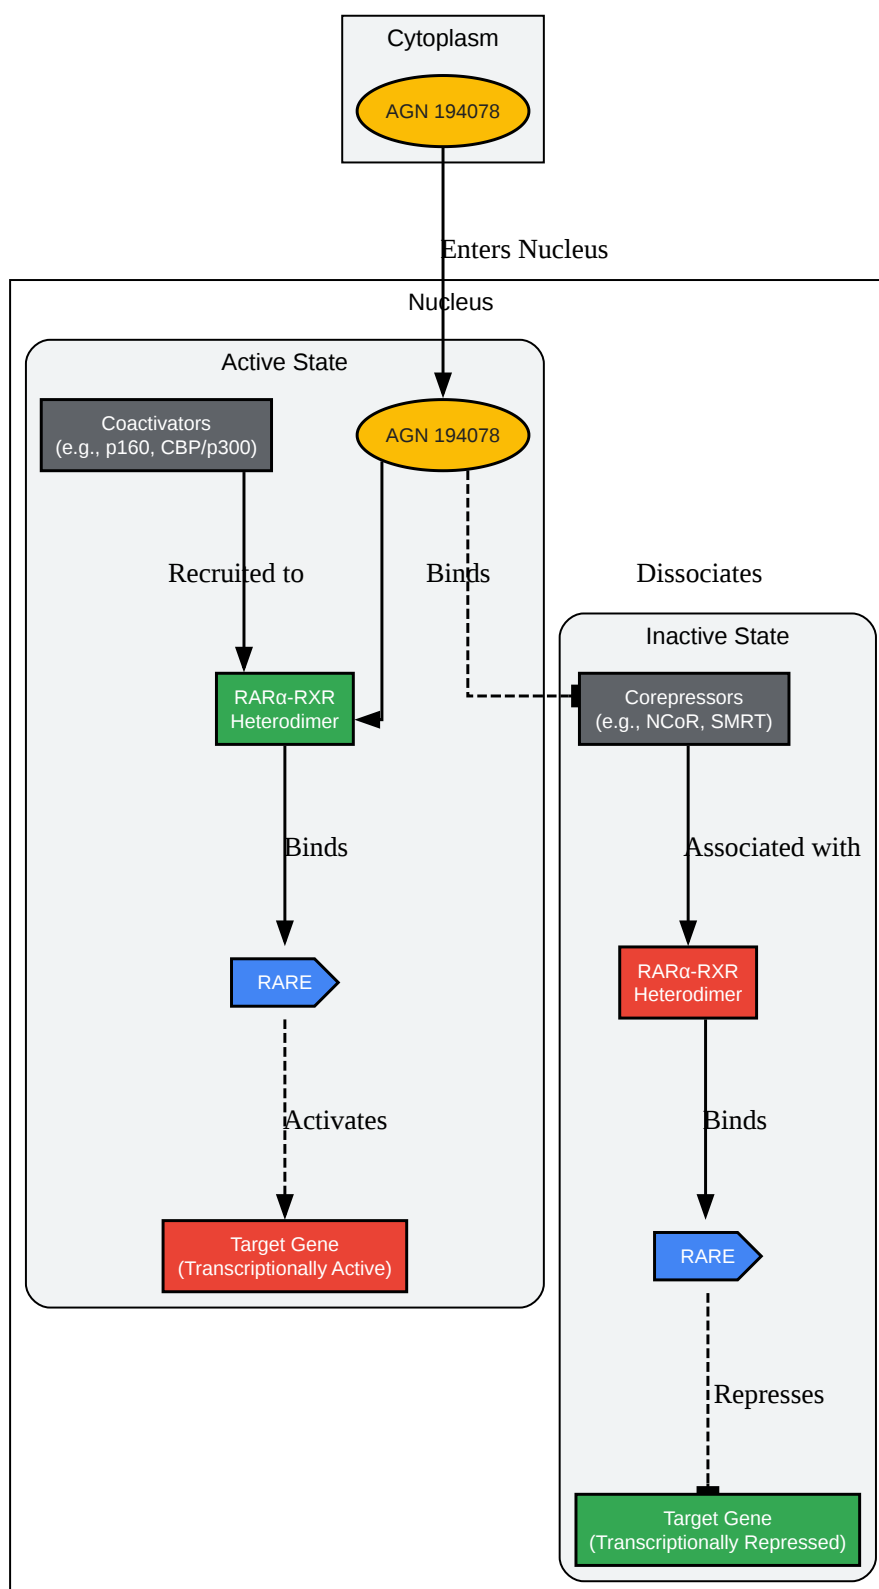 Cytoplasm
AGN 194078
Enters Nucleus
Nucleus
Active State
Coactivators
(e.g., p160, CBP/p300)
AGN 194078
Recruited to
Binds
Dissociates
Inactive State
RARα-RXR
Heterodimer
Corepressors
(e.g., NCoR, SMRT)
Binds
Associated with
RARE
RARα-RXR
Heterodimer
Activates
Binds
Target Gene
(Transcriptionally Active)
RARE
Represses
Target Gene
(Transcriptionally Repressed)